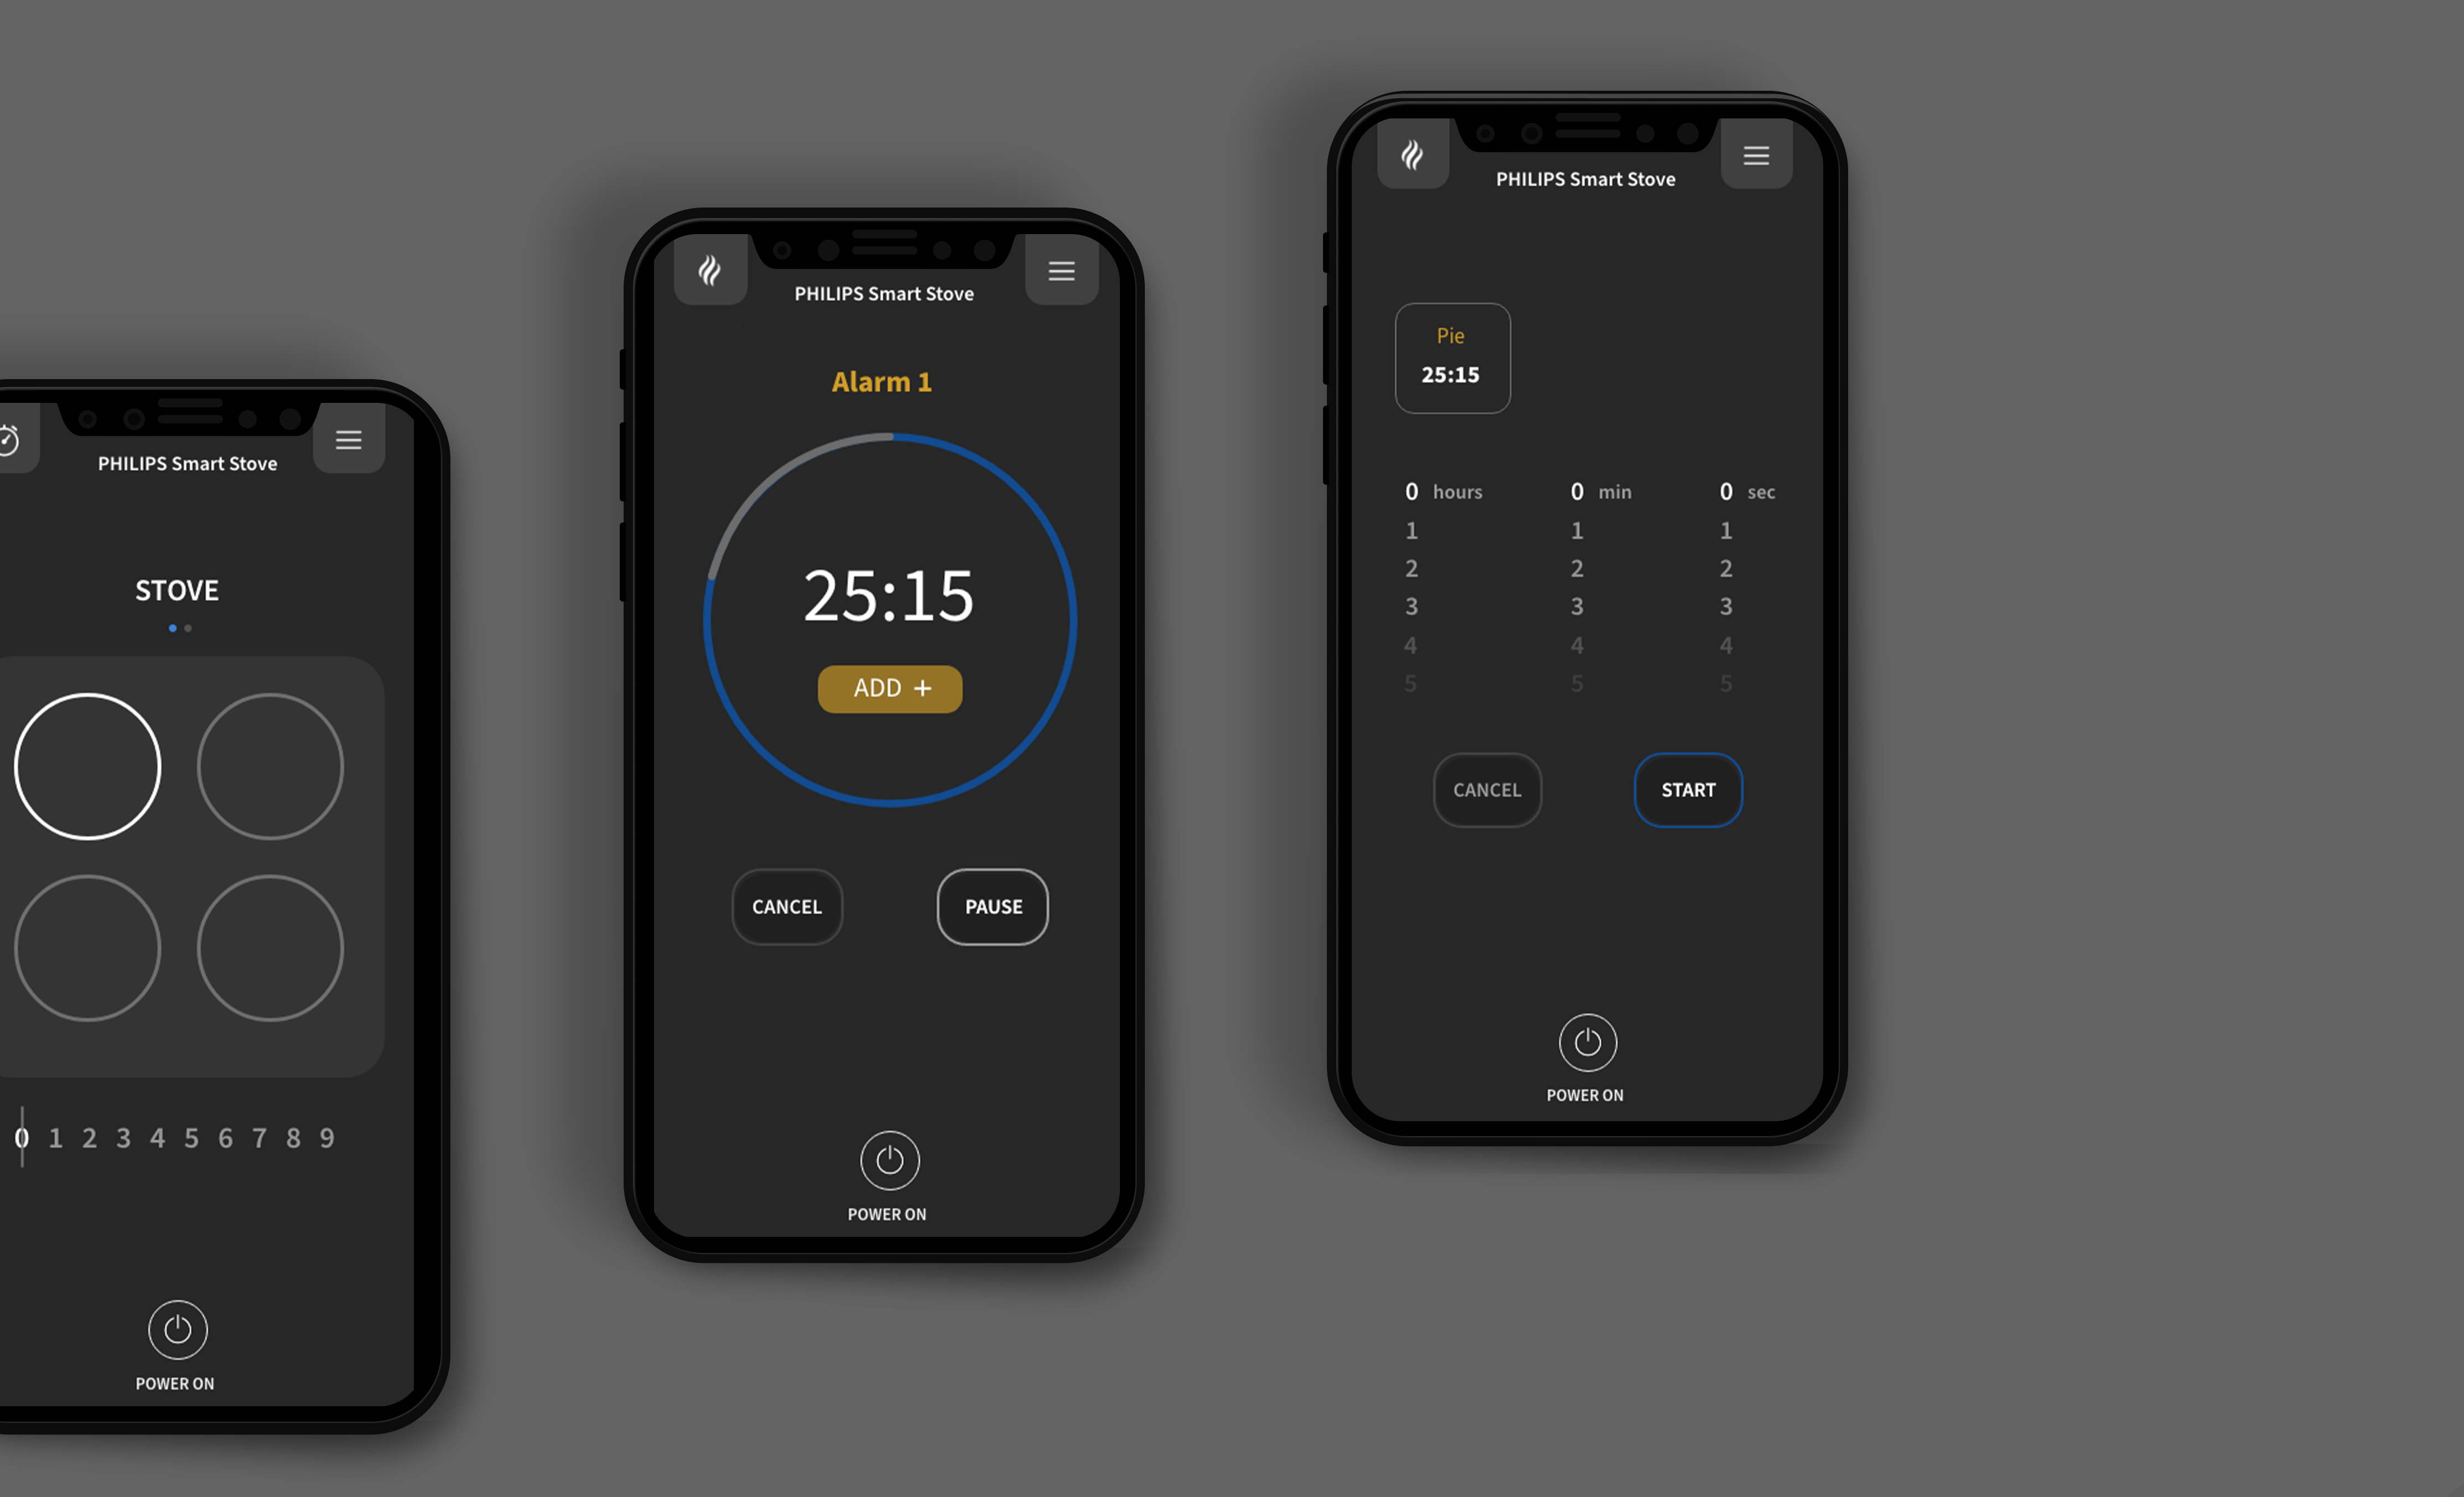 PHILIPS Smart Stove
STOVE
0 1 2 3 4 5 6 7 8 9
POWER ON
PHILIPS Smart Stove
Alarm 1
25:15
ADD +
CANCEL PAUSE
POWER ON
PHILIPS Smart Stove
Pie
25:15
0 hours 0 min 0 sec
1 1 1
2 2 2
3 3 3
4 4 4
5 5 5
CANCEL START
POWER ON